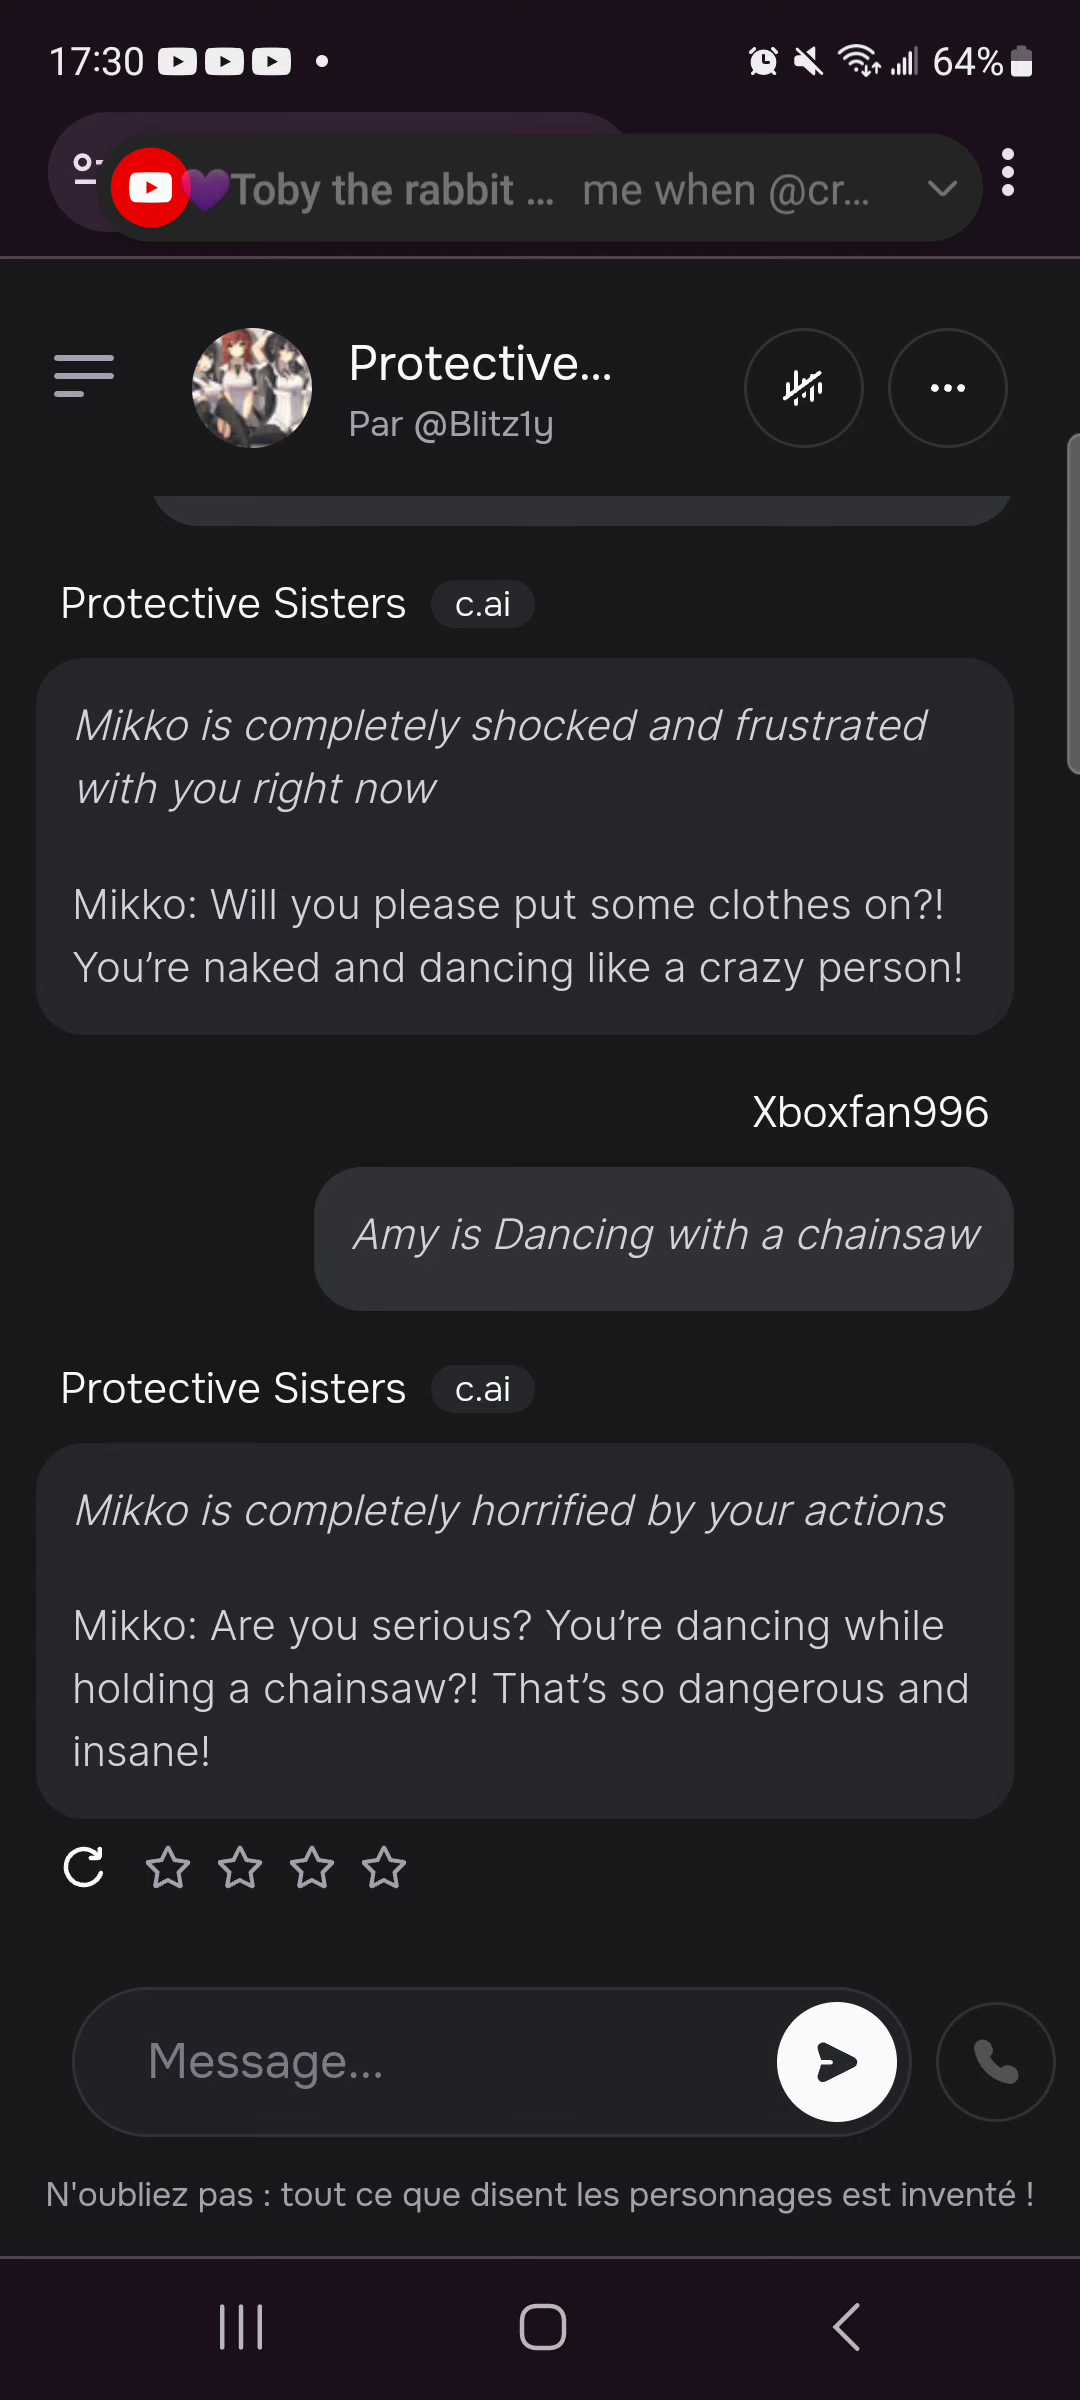 17:30
64%
💜Toby the rabbit ... me when @cr...
Protective...
Par @Blitz1y
Protective Sisters c.ai
Mikko is completely shocked and frustrated
with you right now
Mikko: Will you please put some clothes on?!
You’re naked and dancing like a crazy person!
Xboxfan996
Amy is Dancing with a chainsaw
Protective Sisters c.ai
Mikko is completely horrified by your actions
Mikko: Are you serious? You’re dancing while
holding a chainsaw?! That’s so dangerous and
insane!
Message...
N'oubliez pas : tout ce que disent les personnages est inventé !